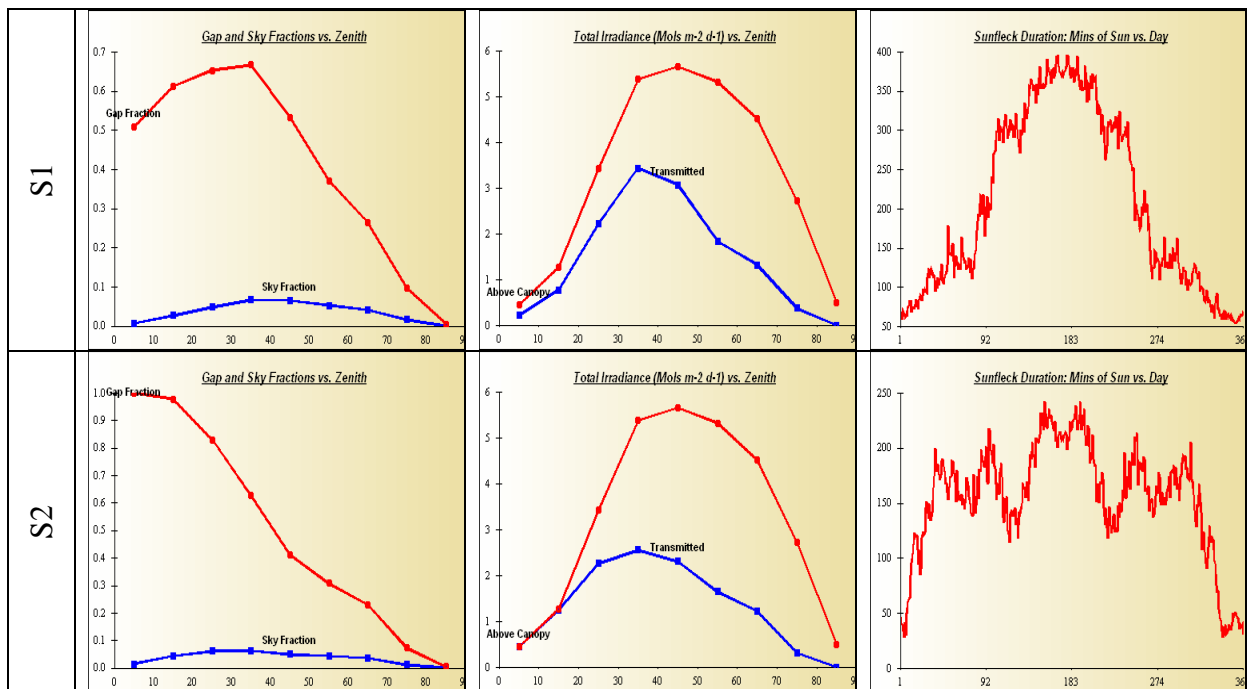 S1
Gap and Sky Fractions vs. Zenith
0.7
0.6
Gap Fraction
0.5
0.4
0.3
0.2
0.1
Sky Fraction
0.0
0 10 20 30 40 50 60 70 80 9
Total Irradiance (Mols m-2 d-1) vs. Zenith
6
5
4
Transmitted
3
2
1
Above Canopy
0
0 10 20 30 40 50 60 70 80 9
Sunfleck Duration: Mins of Sun vs. Day
400
350
300
250
200
150
100
50
1 92 183 274 36
S2
Gap and Sky Fractions vs. Zenith
1.0 Gap Fraction
0.9
0.8
0.7
0.6
0.5
0.4
0.3
0.2
0.1
Sky Fraction
0.0
0 10 20 30 40 50 60 70 80 9
Total Irradiance (Mols m-2 d-1) vs. Zenith
6
5
4
3
Transmitted
2
1
Above Canopy
0
0 10 20 30 40 50 60 70 80 9
Sunfleck Duration: Mins of Sun vs. Day
250
200
150
100
50
0
1 92 183 274 36